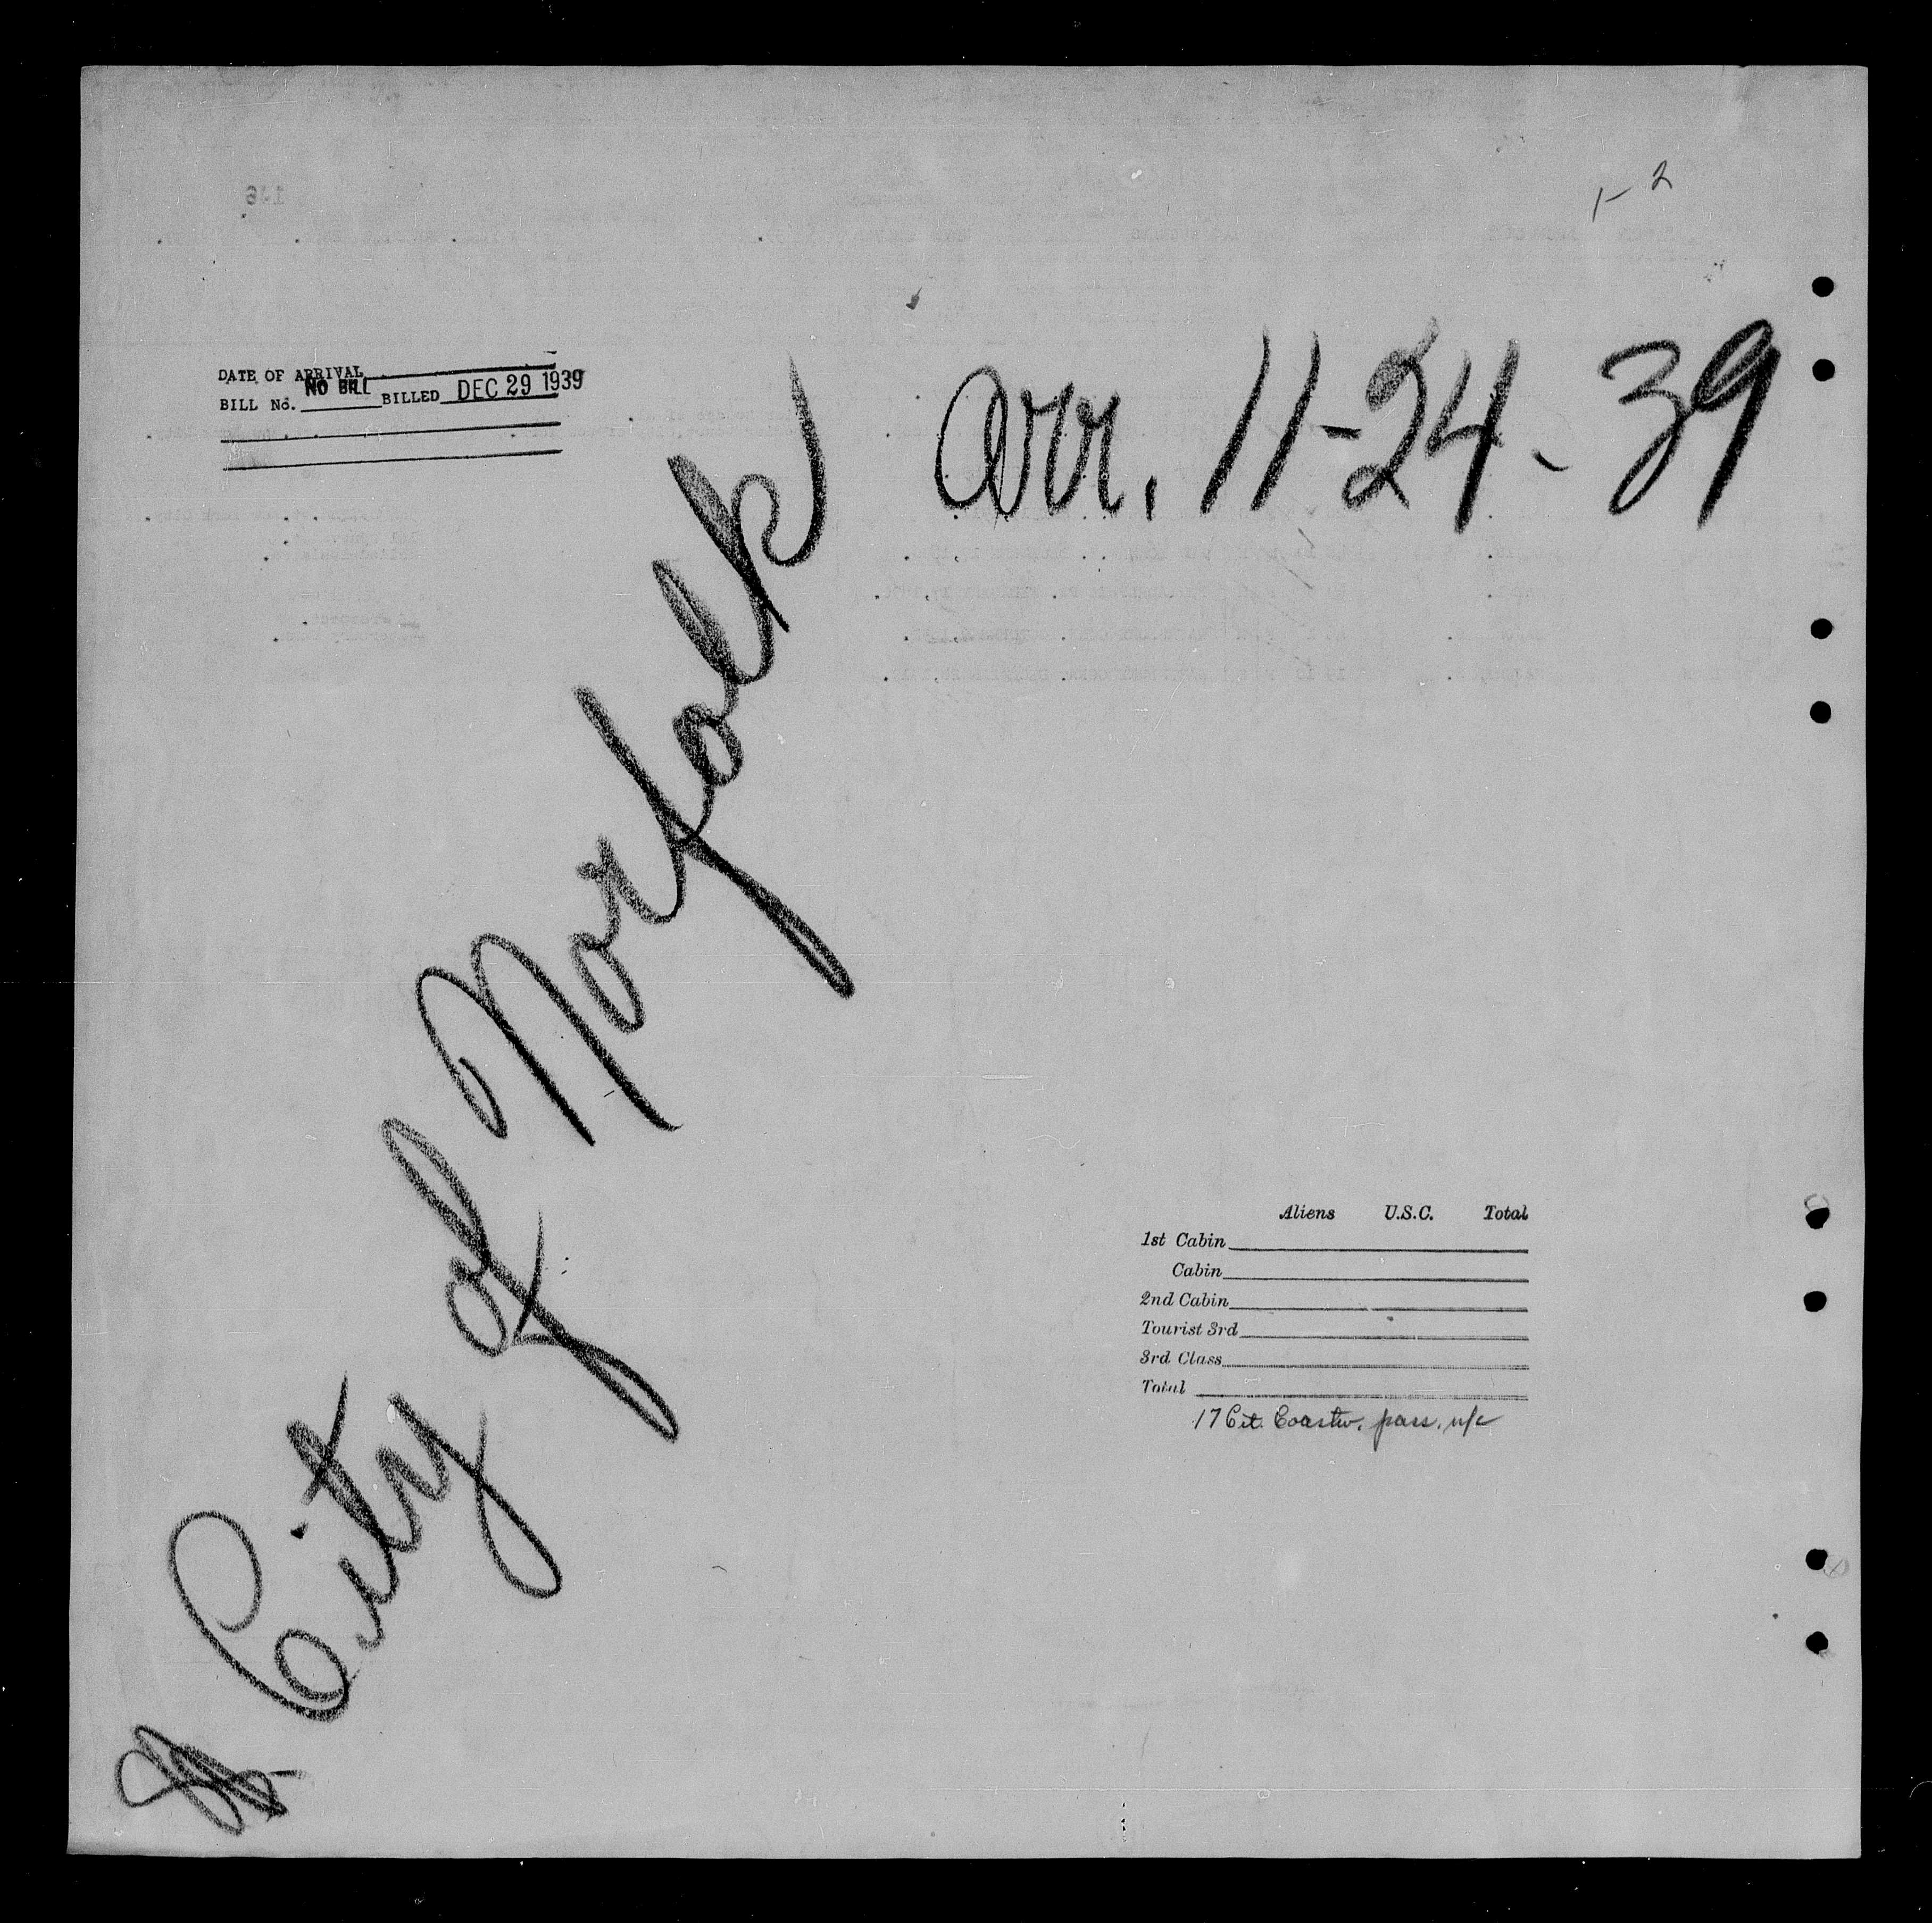 1-2
DATE OF ARRIVAL
NO BILL
BILL No. BILLED DEC 29 1939
arr. 11-24-39
SS. City of Norfolk
Aliens U.S.C. Total
1st Cabin
Cabin
2nd Cabin
Tourist 3rd
3rd Class
Total
17 Cit. Coastw. pass. n/c